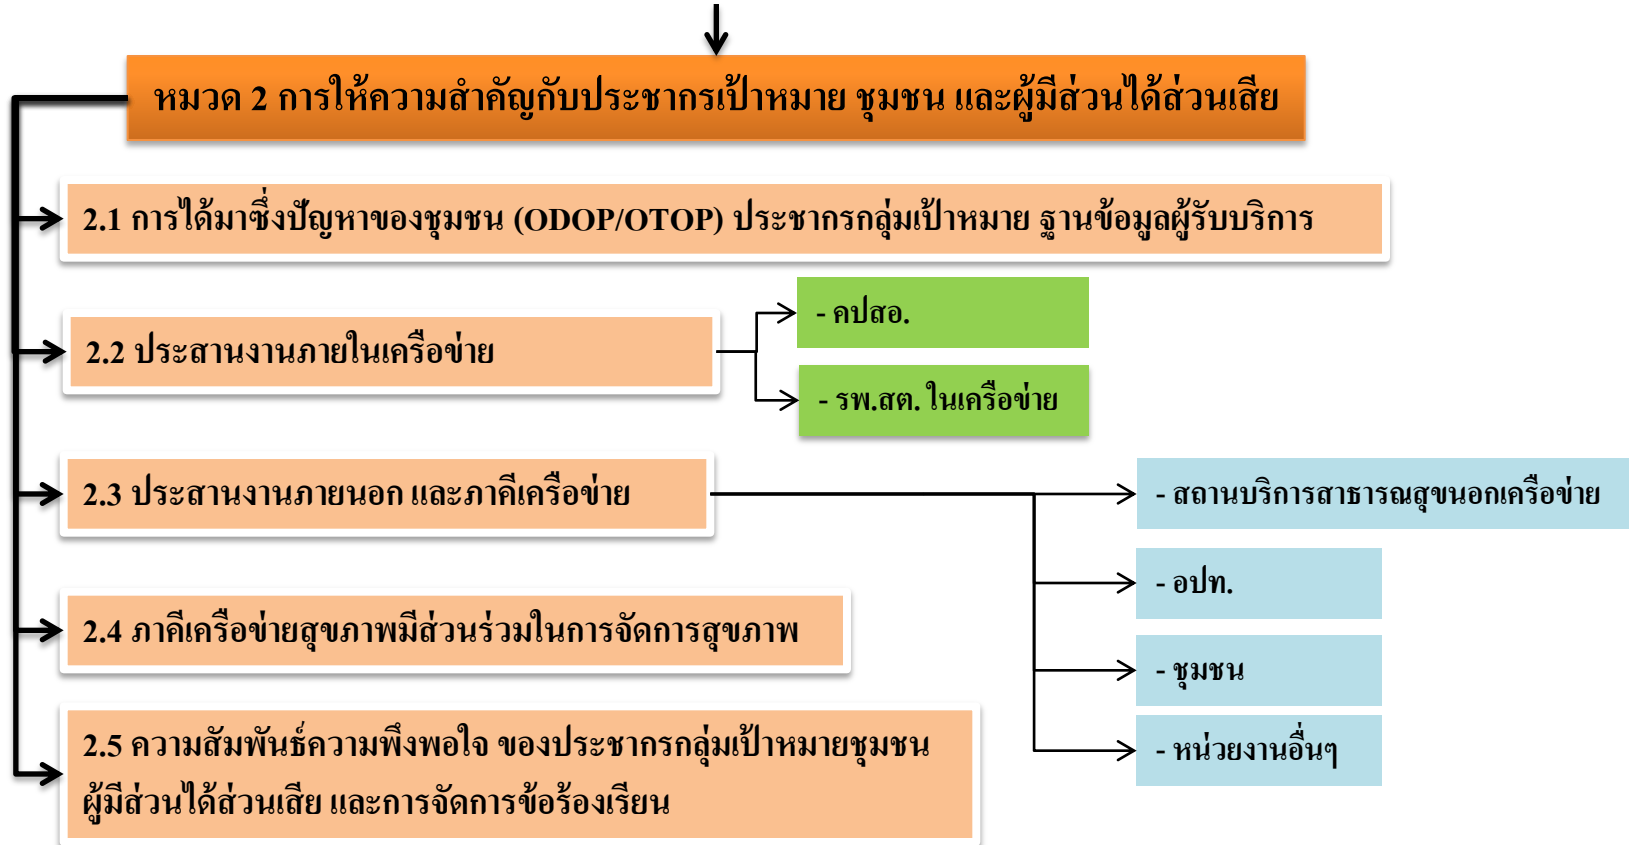 หมวด 2 การให้ความสำคัญกับประชากรเป้าหมาย ชุมชน และผู้มีส่วนได้ส่วนเสีย
2.1 การได้มาซึ่งปัญหาของชุมชน (ODOP/OTOP) ประชากรกลุ่มเป้าหมาย ฐานข้อมูลผู้รับบริการ
2.2 ประสานงานภายในเครือข่าย
- คปสอ.
- รพ.สต. ในเครือข่าย
2.3 ประสานงานภายนอก และภาคีเครือข่าย
- สถานบริการสาธารณสุขนอกเครือข่าย
- อปท.
- ชุมชน
- หน่วยงานอื่นๆ
2.4 ภาคีเครือข่ายสุขภาพมีส่วนร่วมในการจัดการสุขภาพ
2.5 ความสัมพันธ์ความพึงพอใจ ของประชากรกลุ่มเป้าหมายชุมชน
ผู้มีส่วนได้ส่วนเสีย และการจัดการข้อร้องเรียน